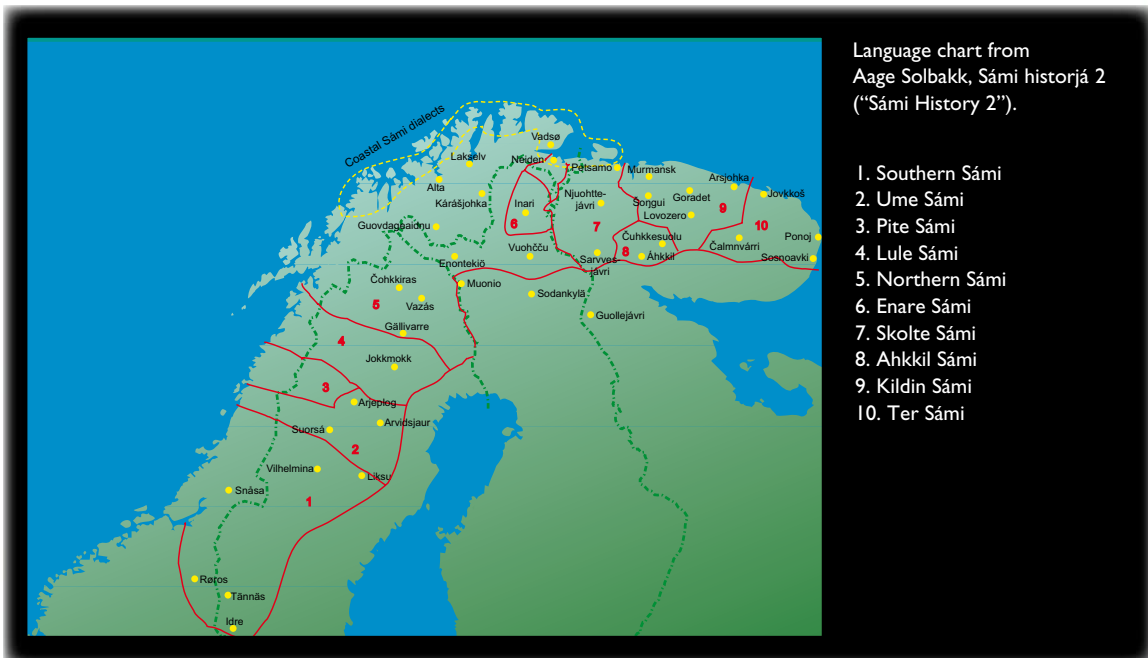 Language chart from
Aage Solbakk, Sámi historjá 2
(“Sámi History 2”).
1. Southern Sámi
2. Ume Sámi
3. Pite Sámi
4. Lule Sámi
5. Northern Sámi
6. Enare Sámi
7. Skolte Sámi
8. Ahkkil Sámi
9. Kildin Sámi
10. Ter Sámi
Coastal Sámi dialects
Vadsø
Lakselv
Neiden
Petsamo
Murmansk
Alta
Kárášjohka
Inari
6
Njuohtte-
jávri
7
Soŋgui
Lovozero
Goradet
Arsjohka
9
Jovkkoš
10
Ponoj
Guovdageaidnu
Vuohčču
Čuhkkesuolu
8
Áhkkil
Čalmnvárri
Sosnoavki
Enontekiö
Sarvves-
jávri
Muonio
Čohkkiras
Sodankylä
5
Vazáš
Guollejávri
Gällivarre
4
Jokkmokk
3
Arjeplog
Arvidsjaur
Suorsá
2
Vilhelmina
Liksu
Snåsa
1
Røros
Tännäs
Idre